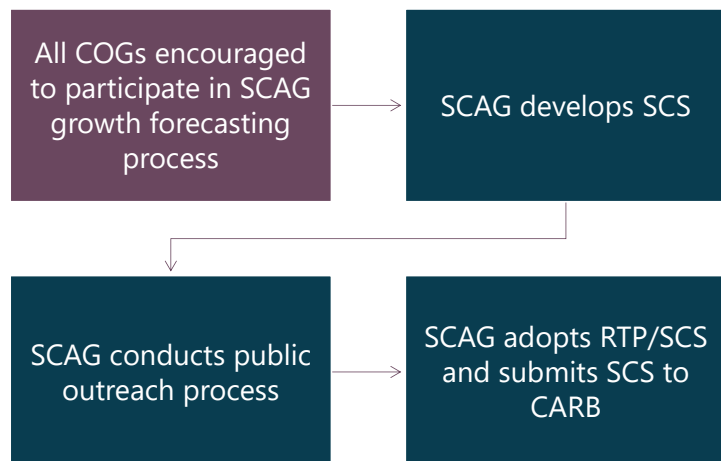 All COGs encouraged
to participate in SCAG
growth forecasting
process
SCAG develops SCS
SCAG conducts public
outreach process
SCAG adopts RTP/SCS
and submits SCS to
CARB